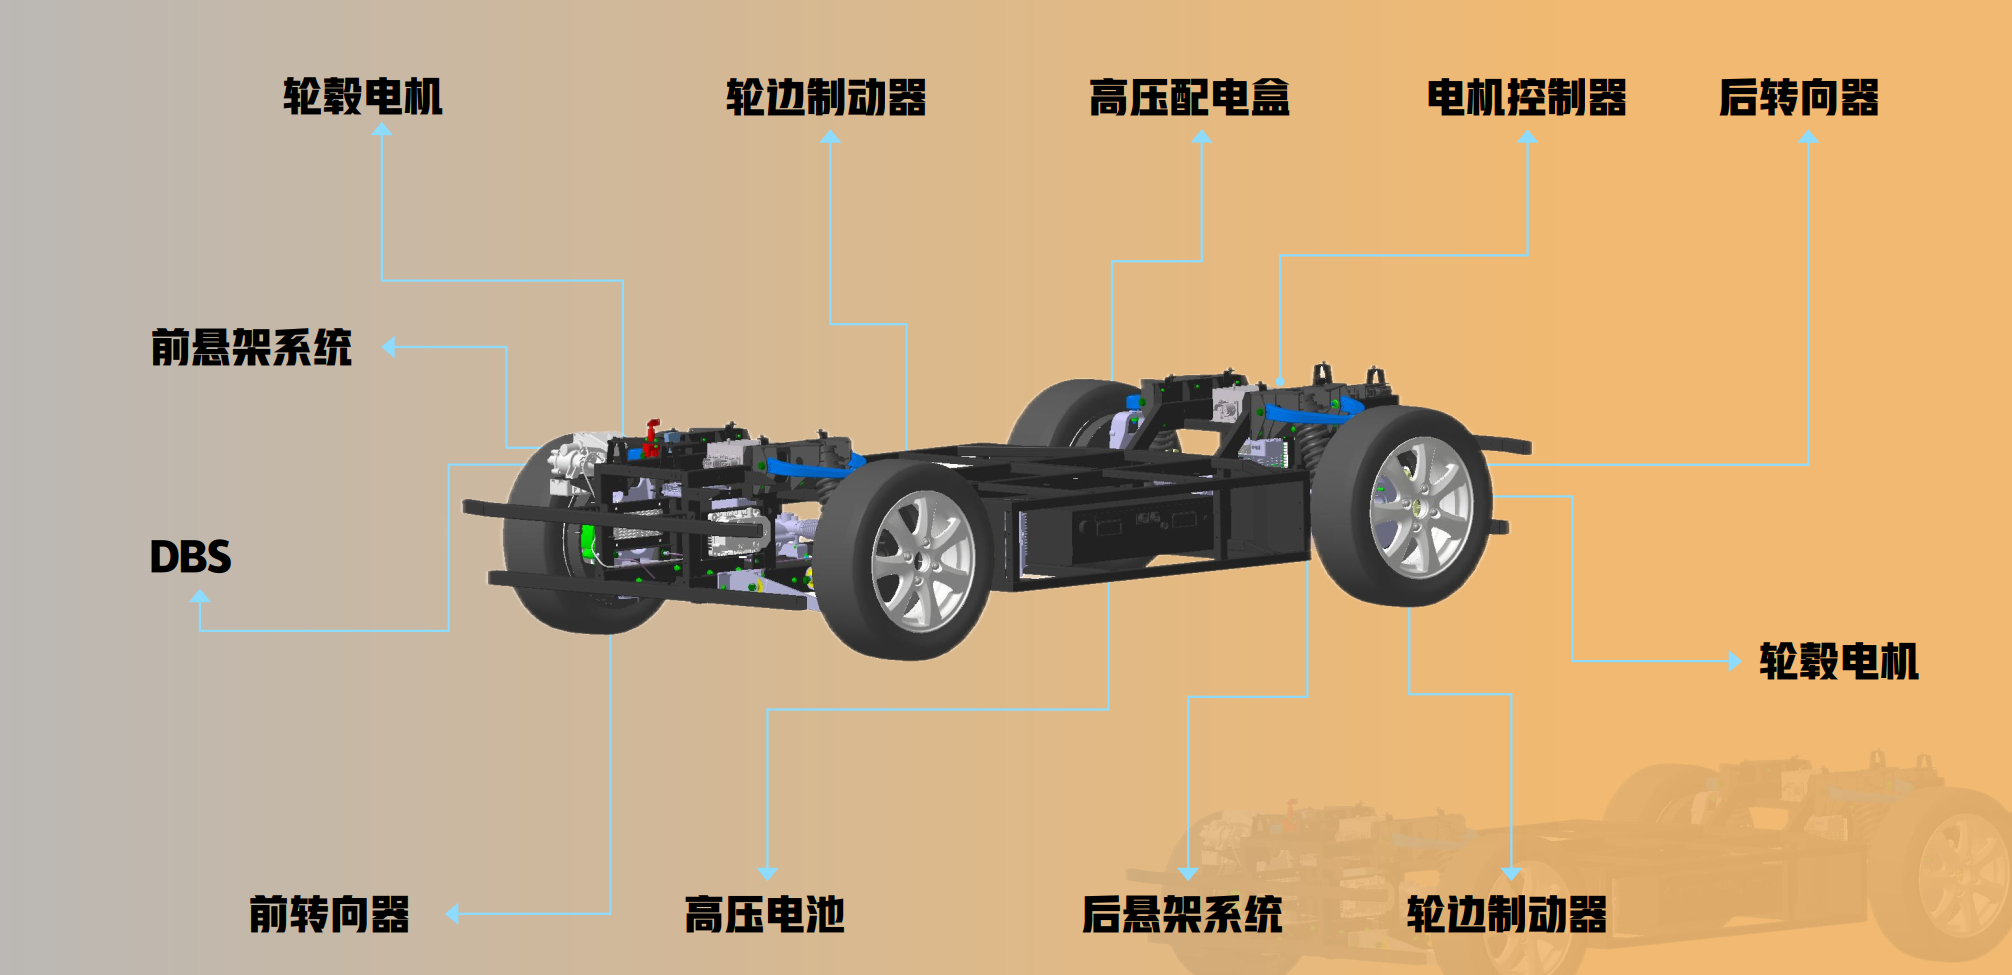 轮毂电机
轮边制动器
高压配电盒
电机控制器
后转向器
前悬架系统
DBS
轮毂电机
前转向器
高压电池
后悬架系统
轮边制动器